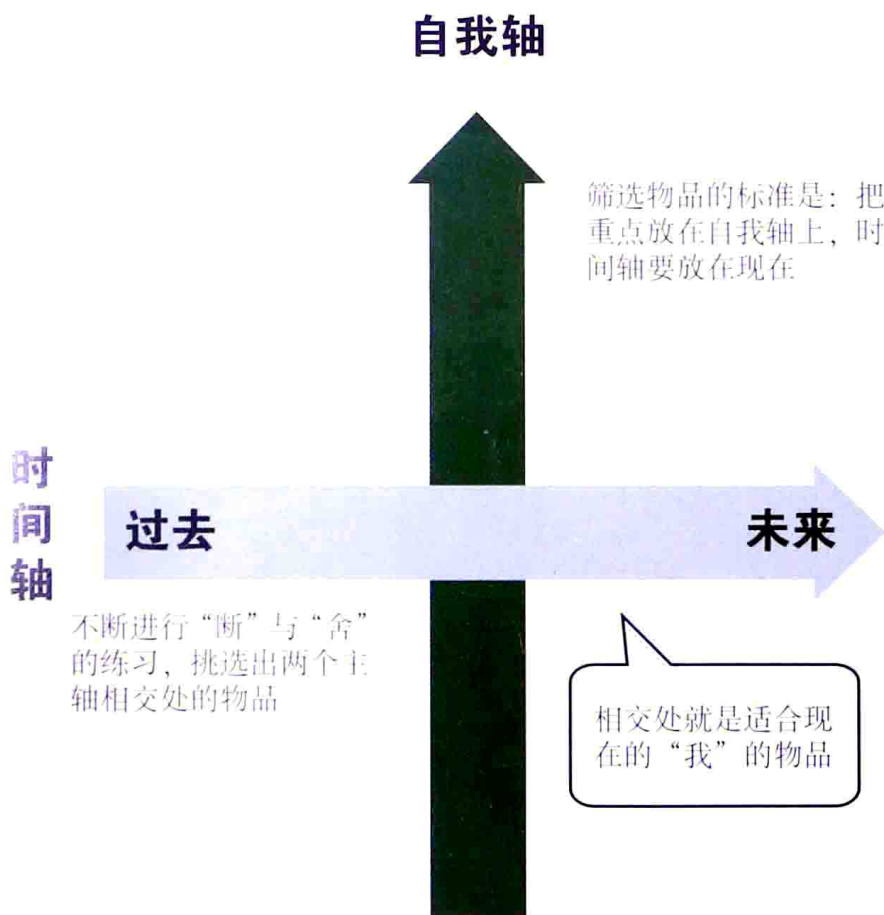 自我轴
筛选物品的标准是：把
重点放在自我轴上，时
间轴要放在现在
时间轴
过去
未来
不断进行“断”与“舍”
的练习，挑选出两个主
轴相交处的物品
相交处就是适合现
在的“我”的物品